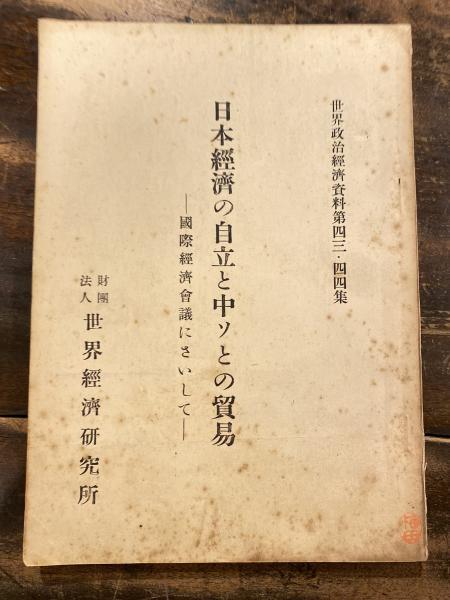 世界政治經濟資料第四三・四四集
日本經濟の自立と中ソとの貿易
―國際經濟會議にさいして―
財團法人 世界經濟研究所